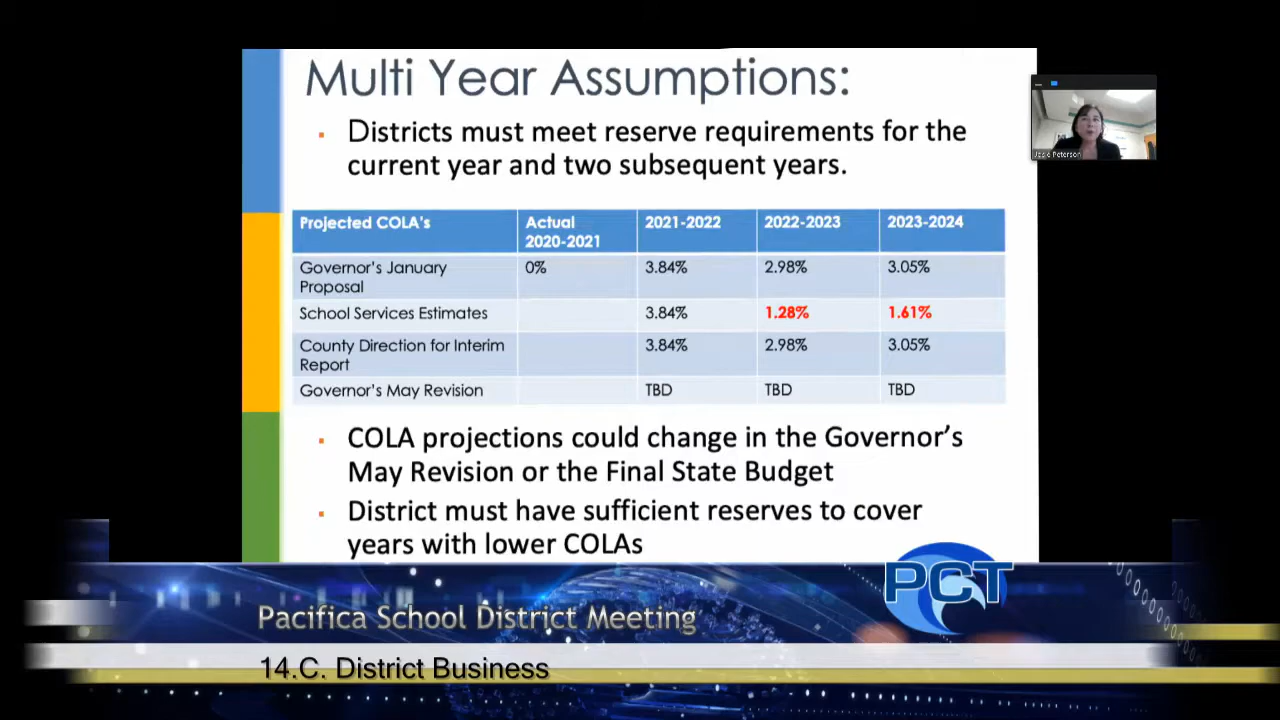 Multi Year Assumptions:
Districts must meet reserve requirements for the
current year and two subsequent years.
Projected COLA's
Actual
2020-2021
2021-2022
2022-2023
2023-2024
Governor's January
Proposal
0%
3.84%
2.98%
3.05%
School Services Estimates
3.84%
1.28%
1.61%
County Direction for Interim
Report
3.84%
2.98%
3.05%
Governor's May Revision
TBD
TBD
TBD
COLA projections could change in the Governor's
May Revision or the Final State Budget
District must have sufficient reserves to cover
years with lower COLAs
Peterson
PCT
Pacifica School District Meeting
14.C. District Business